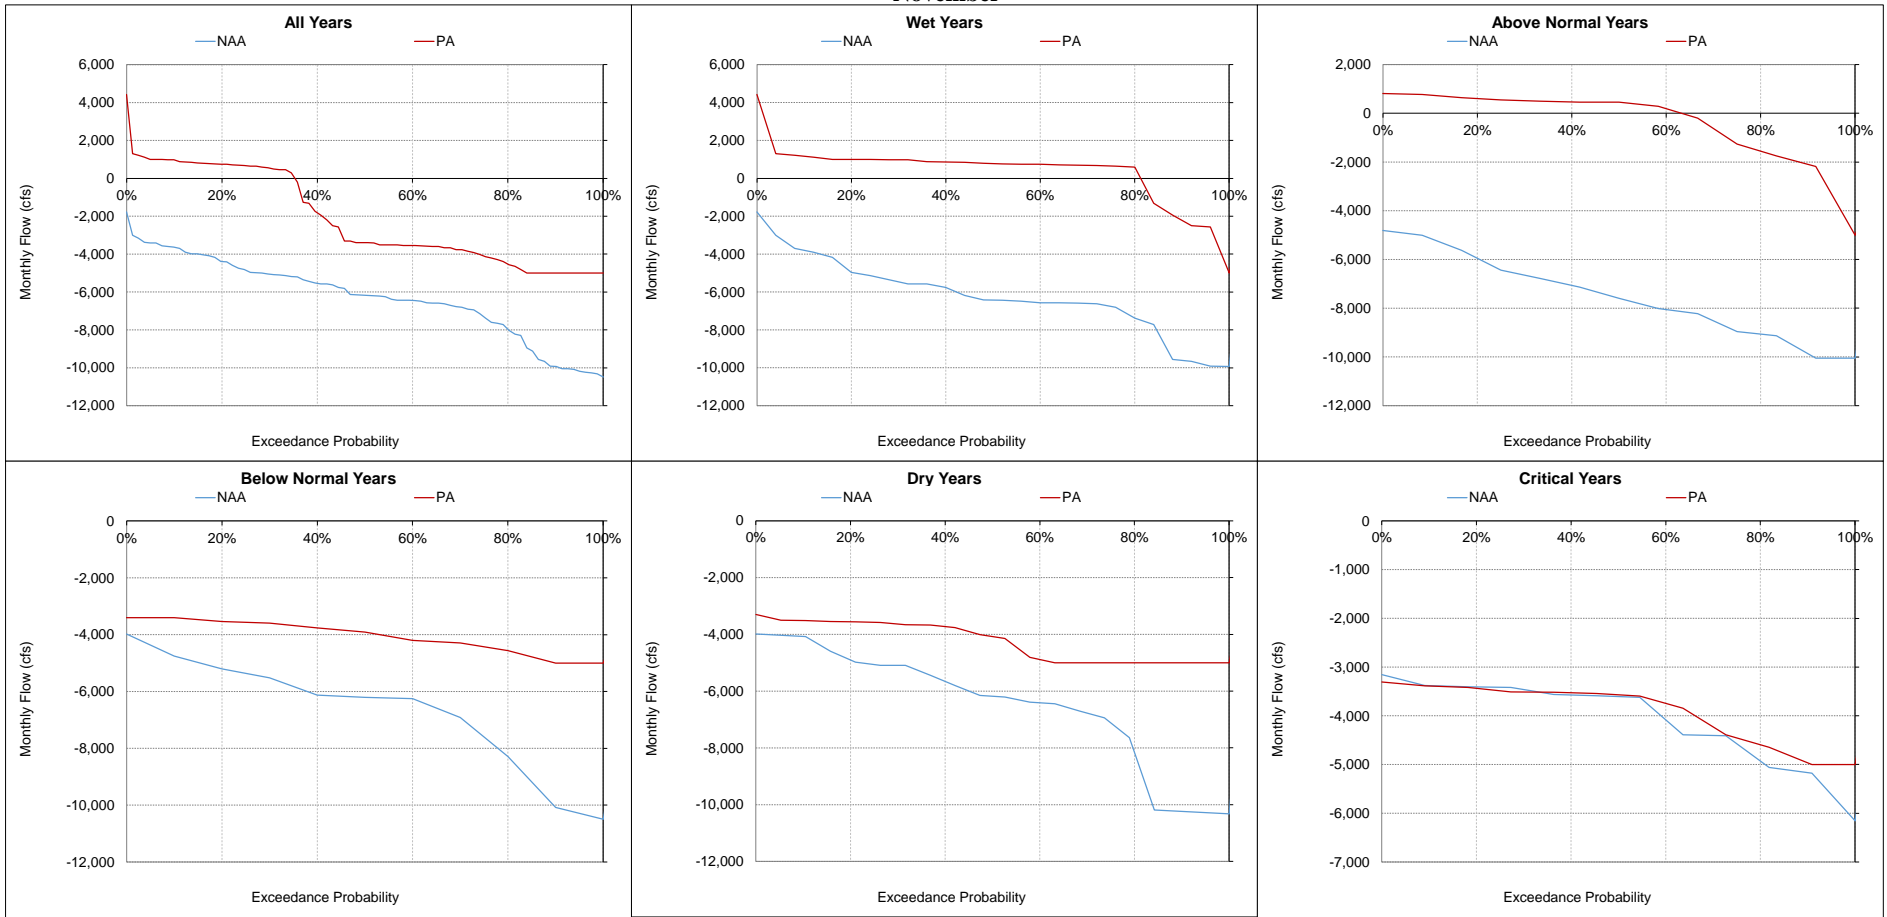 All Years
NAA PA
6,000
4,000
2,000
0
-2,000
-4,000
-6,000
-8,000
-10,000
-12,000
0% 20% 40% 60% 80% 100%
Monthly Flow (cfs)
Exceedance Probability
Wet Years
NAA PA
6,000
4,000
2,000
0
-2,000
-4,000
-6,000
-8,000
-10,000
-12,000
0% 20% 40% 60% 80% 100%
Monthly Flow (cfs)
Exceedance Probability
Above Normal Years
NAA PA
2,000
0
-2,000
-4,000
-6,000
-8,000
-10,000
-12,000
0% 20% 40% 60% 80% 100%
Monthly Flow (cfs)
Exceedance Probability
Below Normal Years
NAA PA
0
-2,000
-4,000
-6,000
-8,000
-10,000
-12,000
0% 20% 40% 60% 80% 100%
Monthly Flow (cfs)
Exceedance Probability
Dry Years
NAA PA
0
-2,000
-4,000
-6,000
-8,000
-10,000
-12,000
0% 20% 40% 60% 80% 100%
Monthly Flow (cfs)
Exceedance Probability
Critical Years
NAA PA
0
-1,000
-2,000
-3,000
-4,000
-5,000
-6,000
-7,000
0% 20% 40% 60% 80% 100%
Monthly Flow (cfs)
Exceedance Probability